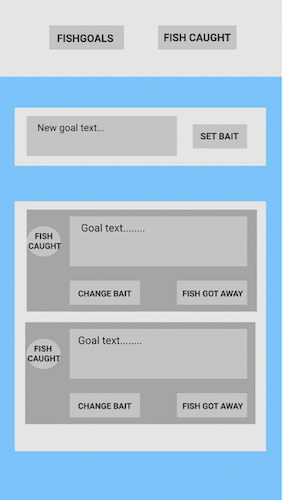 FISHGOALS
FISH CAUGHT
New goal text...
SET BAIT
Goal text........
FISH
CAUGHT
CHANGE BAIT
FISH GOT AWAY
Goal text........
FISH
CAUGHT
CHANGE BAIT
FISH GOT AWAY